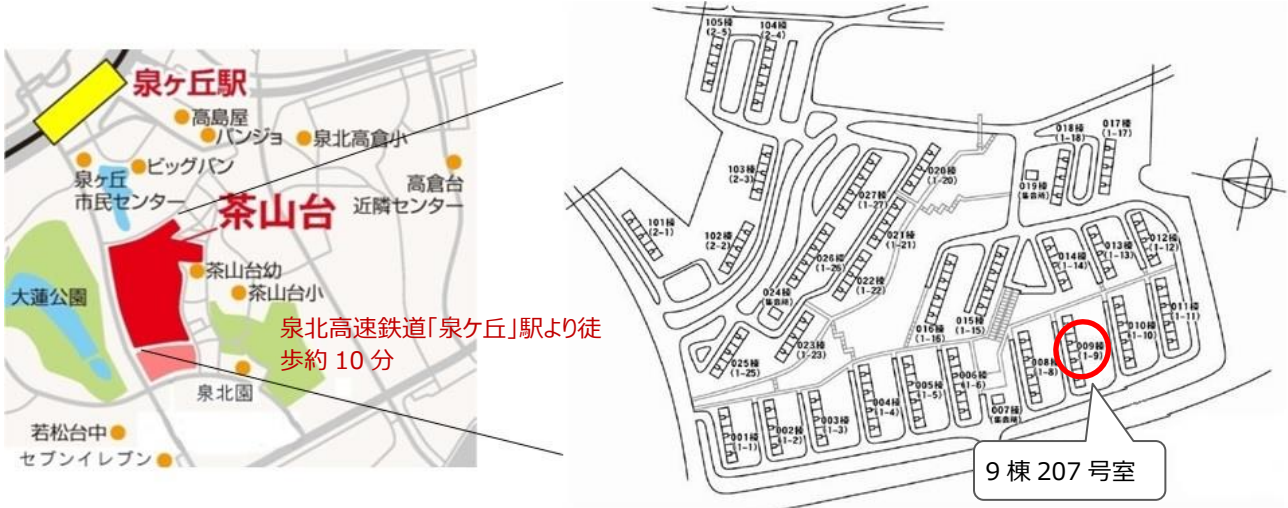 泉ヶ丘駅
高島屋
パンジョ
泉北高倉小
ビッグバン
泉ヶ丘
市民センター
高倉台
近隣センター
茶山台
茶山台幼
茶山台小
大蓮公園
泉北高速鉄道「泉ケ丘」駅より徒
歩約 10 分
泉北園
若松台中
セブンイレブン
105棟
(2-5)
104棟
(2-4)
103棟
(2-3)
101棟
(2-1)
102棟
(2-2)
020棟
(1-20)
027棟
(1-27)
021棟
(1-21)
026棟
(1-26)
022棟
(1-22)
024棟
(集会所)
023棟
(1-23)
025棟
(1-25)
018棟
(1-18)
017棟
(1-17)
019棟
(集会所)
012棟
(1-12)
013棟
(1-13)
014棟
(1-14)
015棟
(1-15)
016棟
(1-16)
011棟
(1-11)
010棟
(1-10)
009棟
(1-9)
008棟
(1-8)
007棟
(集会所)
006棟
(1-6)
005棟
(1-5)
004棟
(1-4)
003棟
(1-3)
002棟
(1-2)
001棟
(1-1)
9 棟 207 号室